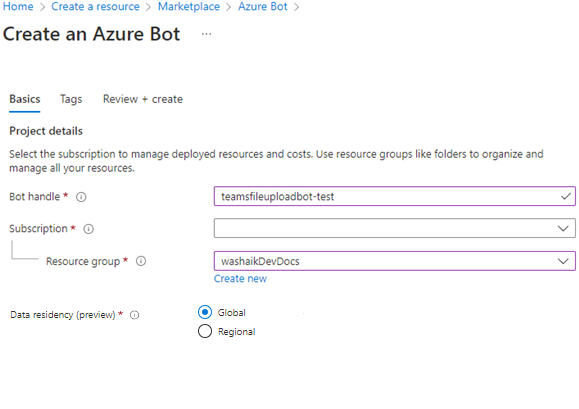 Home > Create a resource > Marketplace > Azure Bot >
Create an Azure Bot ...
Basics Tags Review + create
Project details
Select the subscription to manage deployed resources and costs. Use resource groups like folders to organize and
manage all your resources.
Bot handle * teamsfileuploadbot-test
Subscription *
Resource group * washaikDevDocs
Create new
Data residency (preview) * Global
Regional